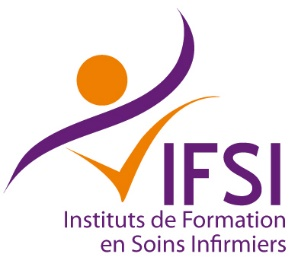 IFSI
Instituts de Formation
en Soins Infirmiers